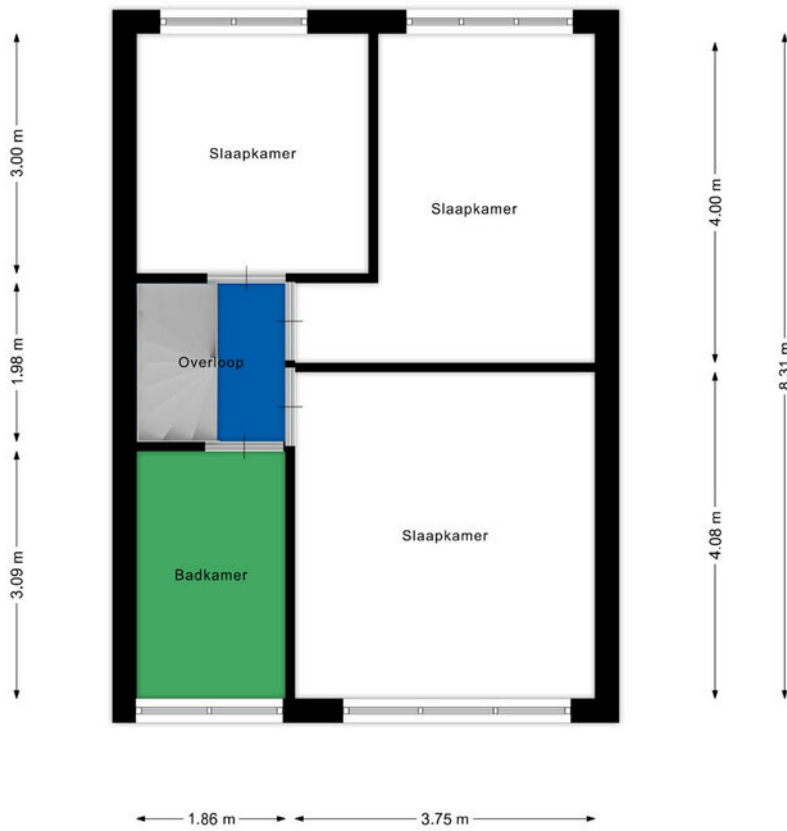 Slaapkamer
Slaapkamer
Overloop
Badkamer
Slaapkamer
3.00 m
1.98 m
3.09 m
4.00 m
4.08 m
8.31 m
1.86 m
3.75 m